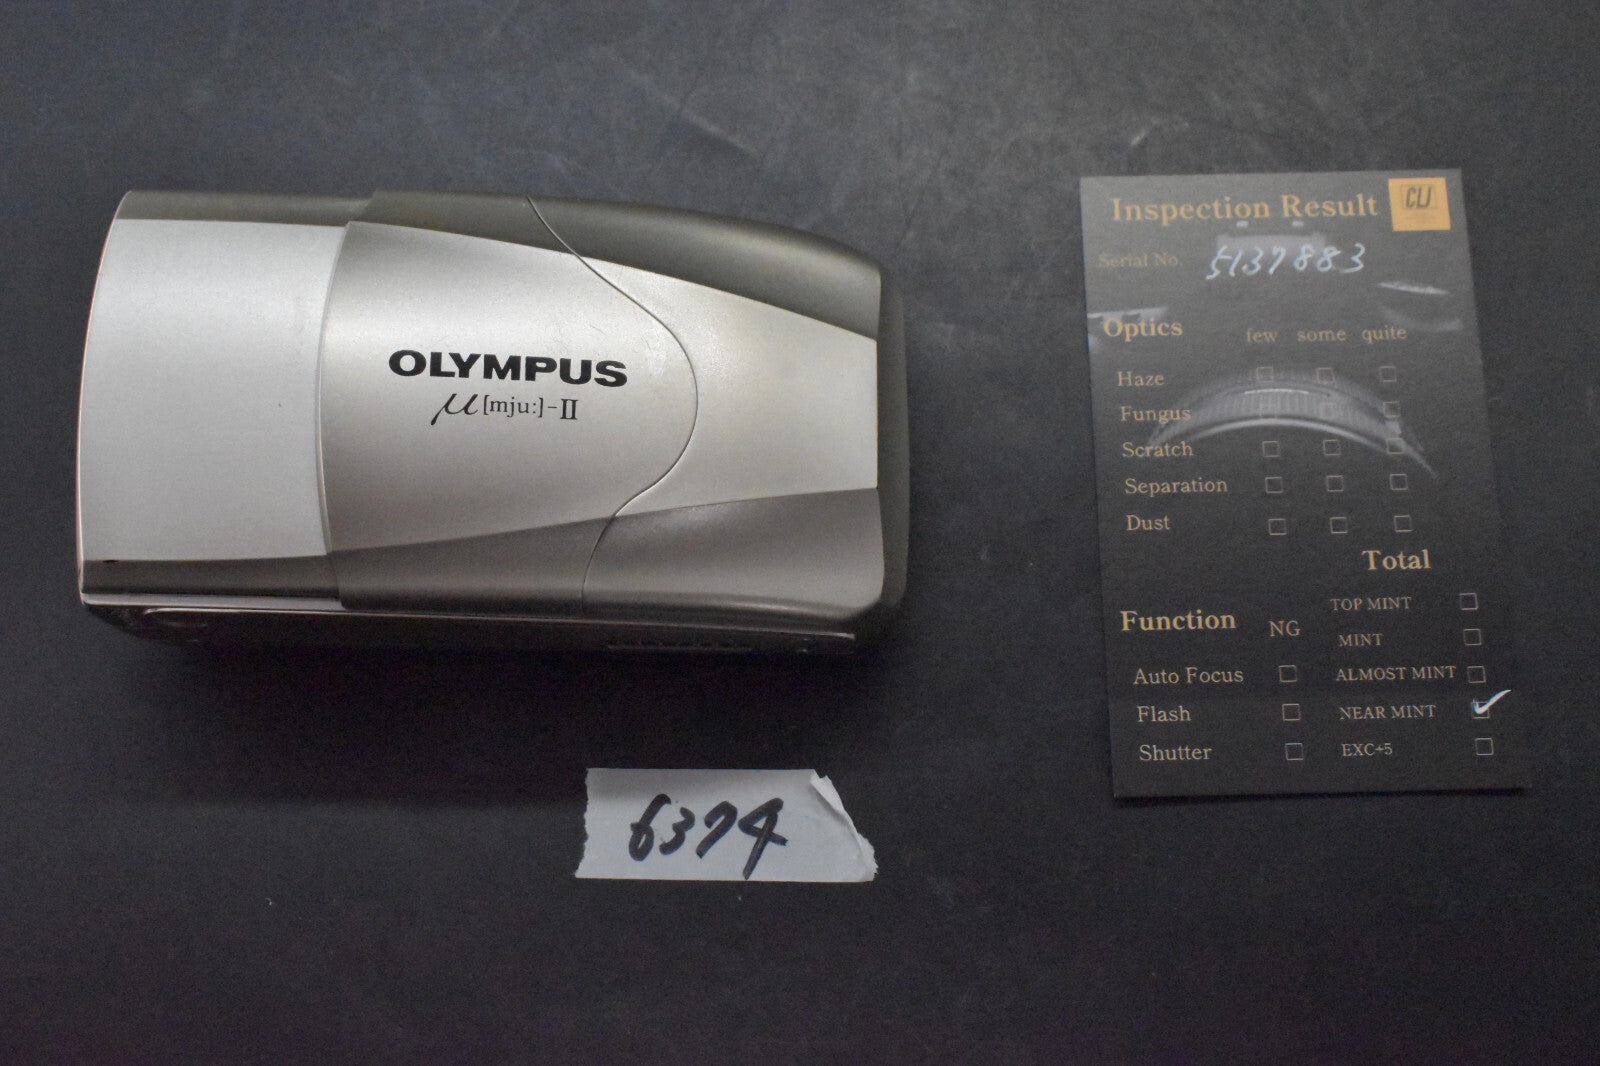 OLYMPUS
μ[mju:]-II
6374
Inspection Result
CIJ
Serial No. 5137883
Optics few some quite
Haze
Fungus
Scratch
Separation
Dust
Total
TOP MINT
Function NG
MINT
Auto Focus ALMOST MINT
Flash NEAR MINT
Shutter EXC+5